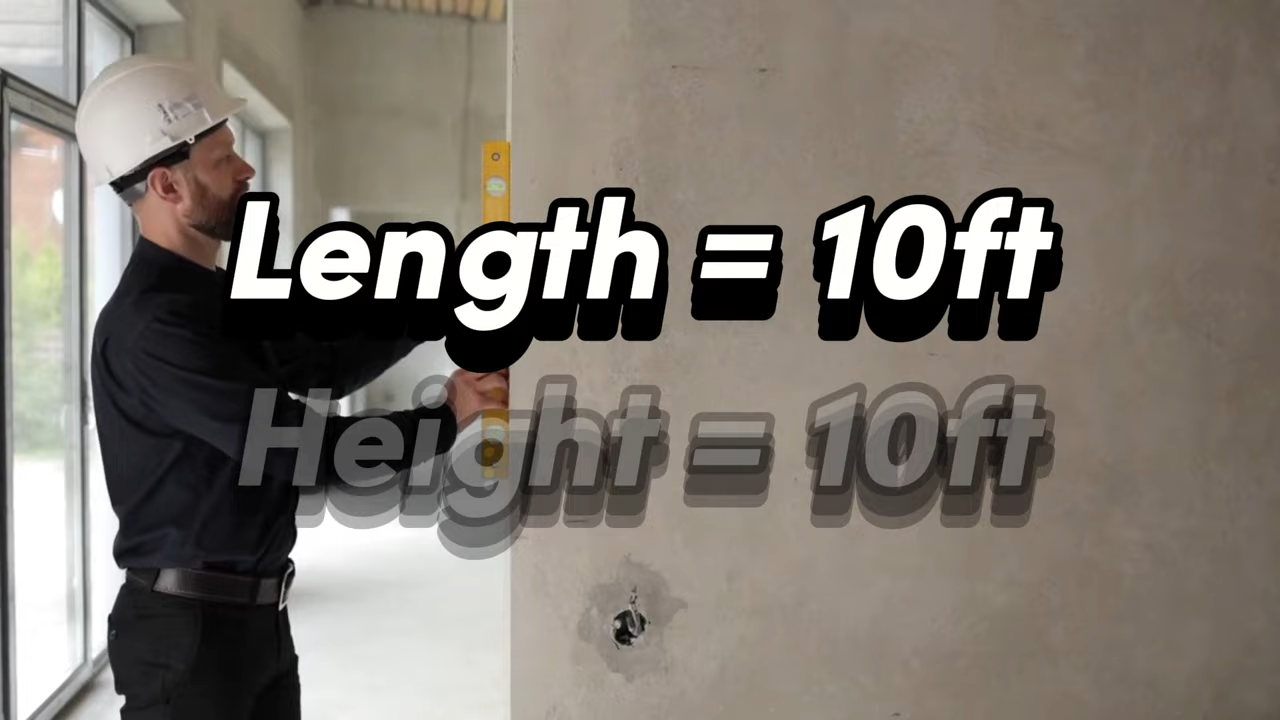 Length = 10ft
Height = 10ft